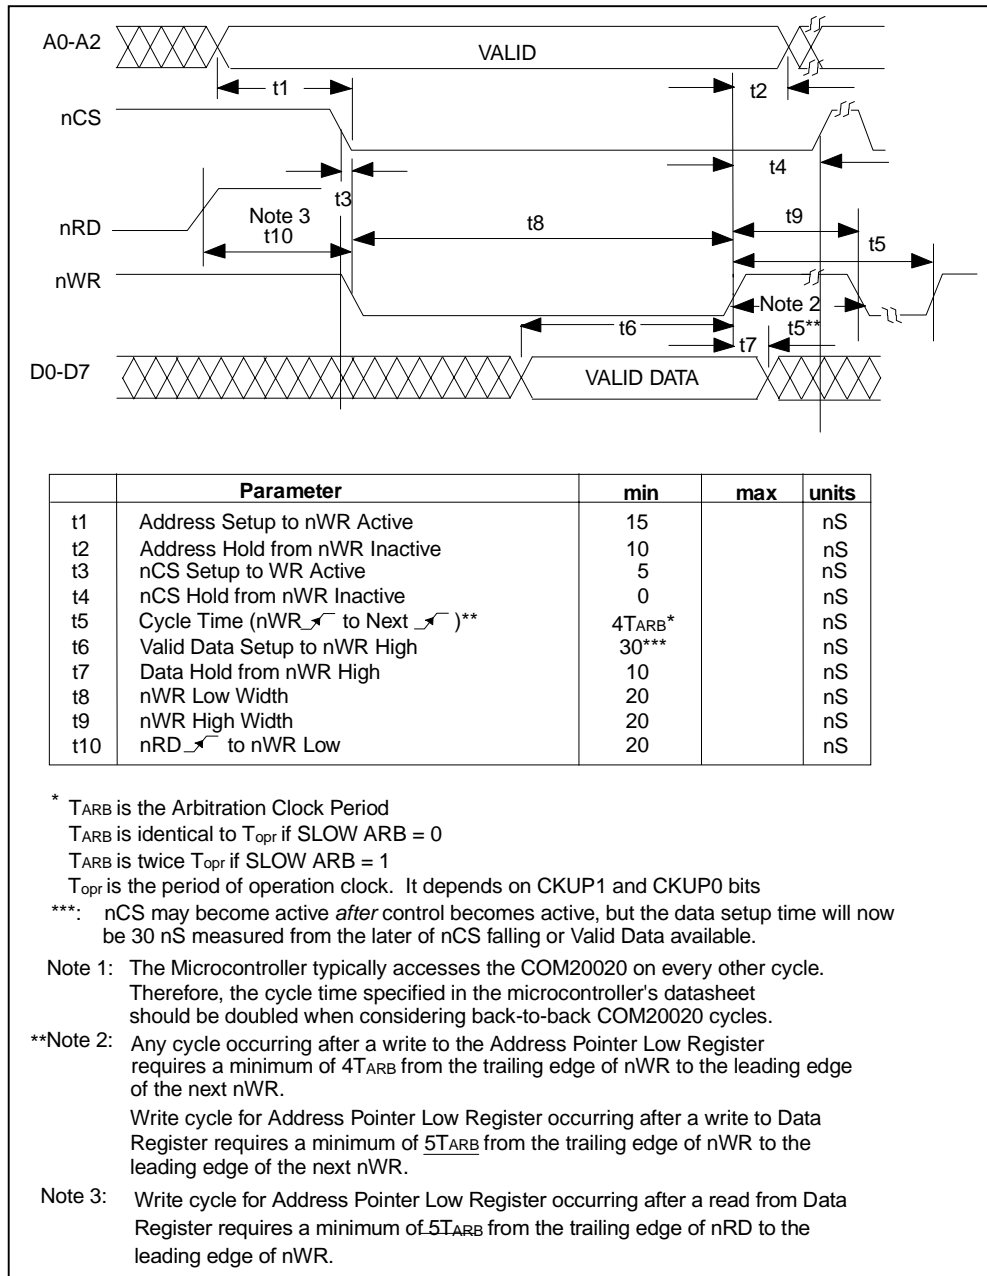 A0-A2
VALID
t1
t2
nCS
t4
t3
nRD
Note 3
t10
t8
t9
t5
nWR
Note 2
t6
t5**
t7
D0-D7
VALID DATA
Parameter min max units
t1 Address Setup to nWR Active 15 nS
t2 Address Hold from nWR Inactive 10 nS
t3 nCS Setup to WR Active 5 nS
t4 nCS Hold from nWR Inactive 0 nS
t5 Cycle Time (nWR to Next )** 4TARB* nS
t6 Valid Data Setup to nWR High 30*** nS
t7 Data Hold from nWR High 10 nS
t8 nWR Low Width 20 nS
t9 nWR High Width 20 nS
t10 nRD to nWR Low 20 nS
* TARB is the Arbitration Clock Period
TARB is identical to Topr if SLOW ARB = 0
TARB is twice Topr if SLOW ARB = 1
Topr is the period of operation clock. It depends on CKUP1 and CKUP0 bits
***: nCS may become active after control becomes active, but the data setup time will now
be 30 nS measured from the later of nCS falling or Valid Data available.
Note 1: The Microcontroller typically accesses the COM20020 on every other cycle.
Therefore, the cycle time specified in the microcontroller's datasheet
should be doubled when considering back-to-back COM20020 cycles.
**Note 2: Any cycle occurring after a write to the Address Pointer Low Register
requires a minimum of 4TARB from the trailing edge of nWR to the leading edge
of the next nWR.
Write cycle for Address Pointer Low Register occurring after a write to Data
Register requires a minimum of 5TARB from the trailing edge of nWR to the
leading edge of the next nWR.
Note 3: Write cycle for Address Pointer Low Register occurring after a read from Data
Register requires a minimum of 5TARB from the trailing edge of nRD to the
leading edge of nWR.